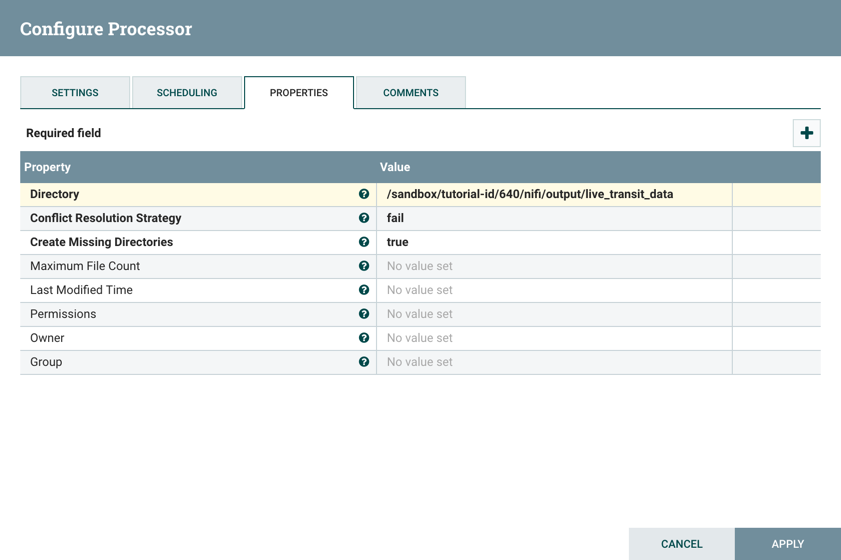 Configure Processor
SETTINGS SCHEDULING PROPERTIES COMMENTS
Required field
Property Value
Directory /sandbox/tutorial-id/640/nifi/output/live_transit_data
Conflict Resolution Strategy fail
Create Missing Directories true
Maximum File Count No value set
Last Modified Time No value set
Permissions No value set
Owner No value set
Group No value set
CANCEL APPLY